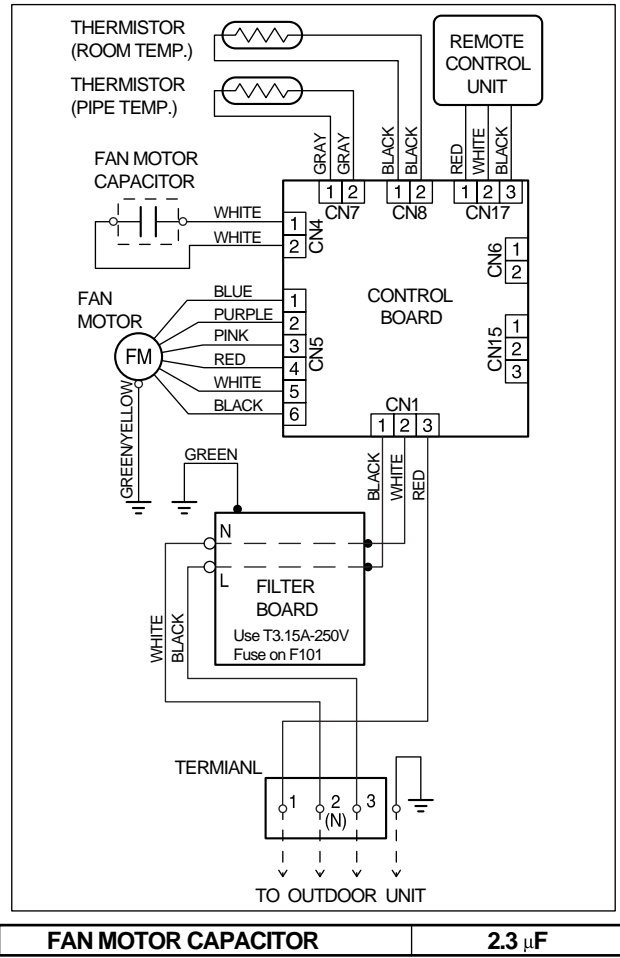 THERMISTOR
(ROOM TEMP.)
THERMISTOR
(PIPE TEMP.)
REMOTE
CONTROL
UNIT
GRAY
GRAY
BLACK
BLACK
RED
WHITE
BLACK
FAN MOTOR
CAPACITOR
WHITE
WHITE
1 2
CN7
1 2
CN8
1 2 3
CN17
1
2
CN4
CN6
1
2
CONTROL
BOARD
FAN
MOTOR
FM
BLUE
PURPLE
PINK
RED
WHITE
BLACK
1
2
3
4
5
6
CN5
CN15
1
2
3
CN1
1 2 3
GREEN/YELLOW
GREEN
BLACK
WHITE
RED
N
L
FILTER
BOARD
Use T3.15A-250V
Fuse on F101
WHITE
BLACK
TERMIANL
1 2 3
(N)
TO OUTDOOR UNIT
FAN MOTOR CAPACITOR 2.3 μF